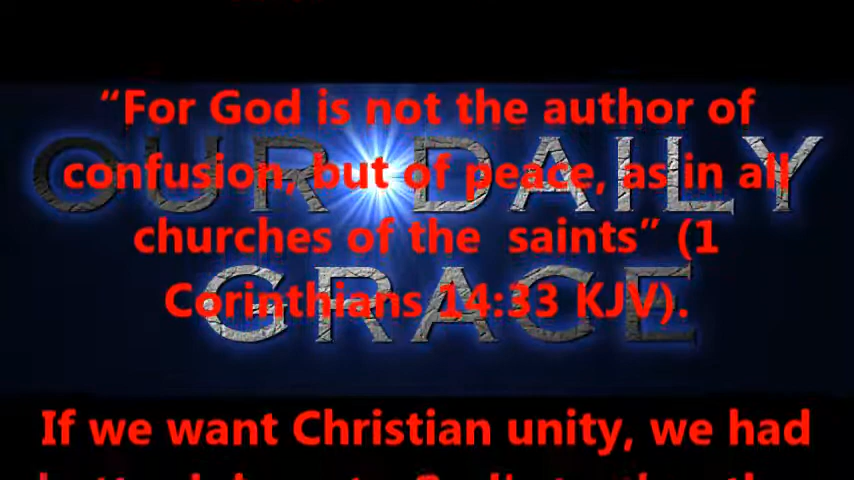 “For God is not the author of
confusion, but of peace, as in all
churches of the  saints” (1
Corinthians 14:33 KJV).
OUR DAILY
GRACE
If we want Christian unity, we had